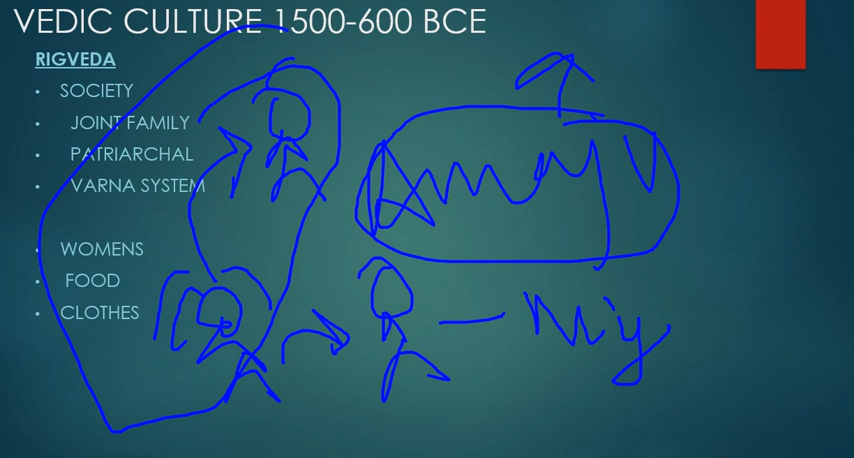 VEDIC CULTURE 1500-600 BCE
RIGVEDA
• SOCIETY
• JOINT FAMILY
• PATRIARCHAL
• VARNA SYSTEM
• WOMENS
• FOOD
• CLOTHES